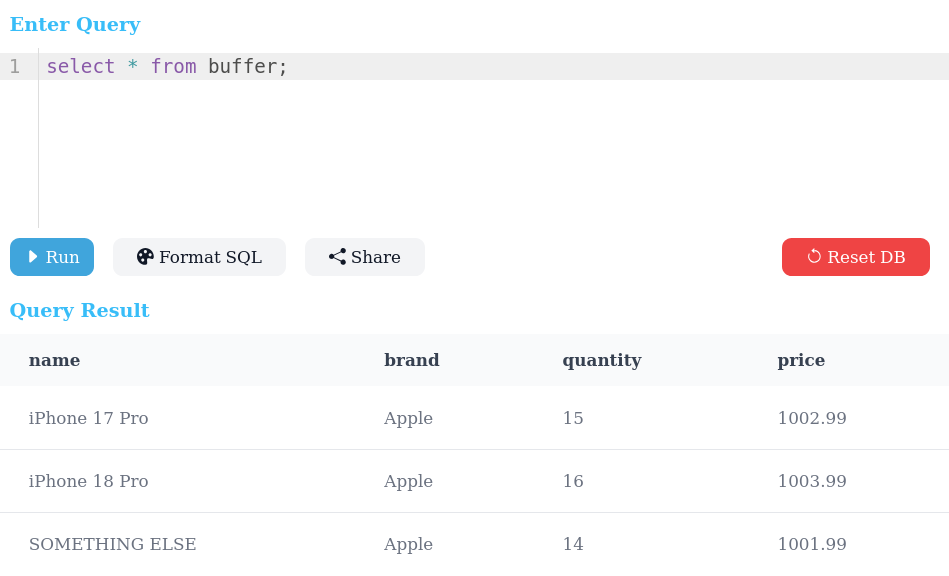 Enter Query
1 select * from buffer;
Run Format SQL Share Reset DB
Query Result
name brand quantity price
iPhone 17 Pro Apple 15 1002.99
iPhone 18 Pro Apple 16 1003.99
SOMETHING ELSE Apple 14 1001.99